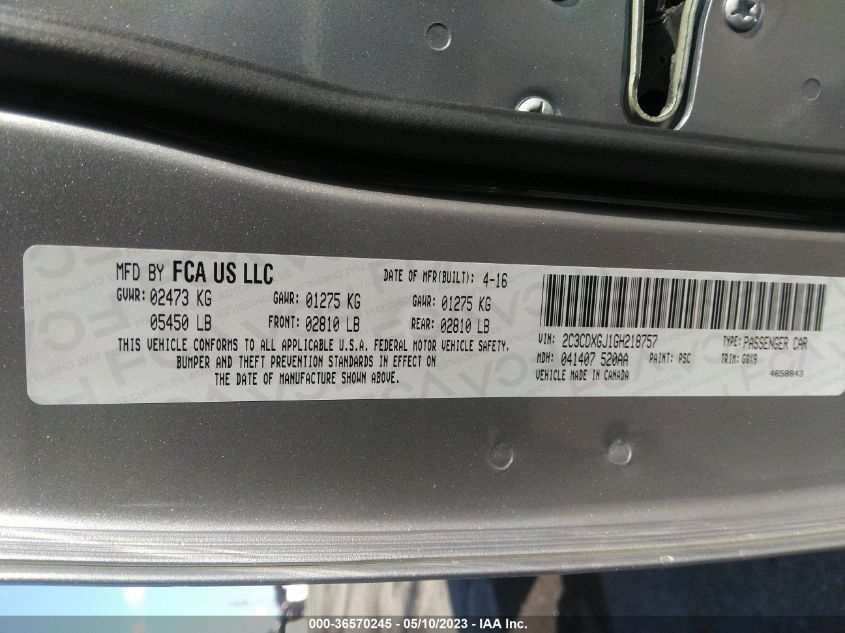 MFD BY FCA US LLC DATE OF MFR(BUILT): 4-16
GVWR: 02473 KG GAWR: 01275 KG GAWR: 01275 KG
05450 LB FRONT: 02810 LB REAR: 02810 LB
THIS VEHICLE CONFORMS TO ALL APPLICABLE U.S.A. FEDERAL MOTOR VEHICLE SAFETY,
BUMPER AND THEFT PREVENTION STANDARDS IN EFFECT ON
THE DATE OF MANUFACTURE SHOWN ABOVE.
VIN: 2C3CDXGJ1GH218757 TYPE: PASSENGER CAR
MDH: 041407 520AA PAINT: PSC TRIM: G8X9
VEHICLE MADE IN CANADA 4658843
000-36570245 - 05/10/2023 - IAA Inc.